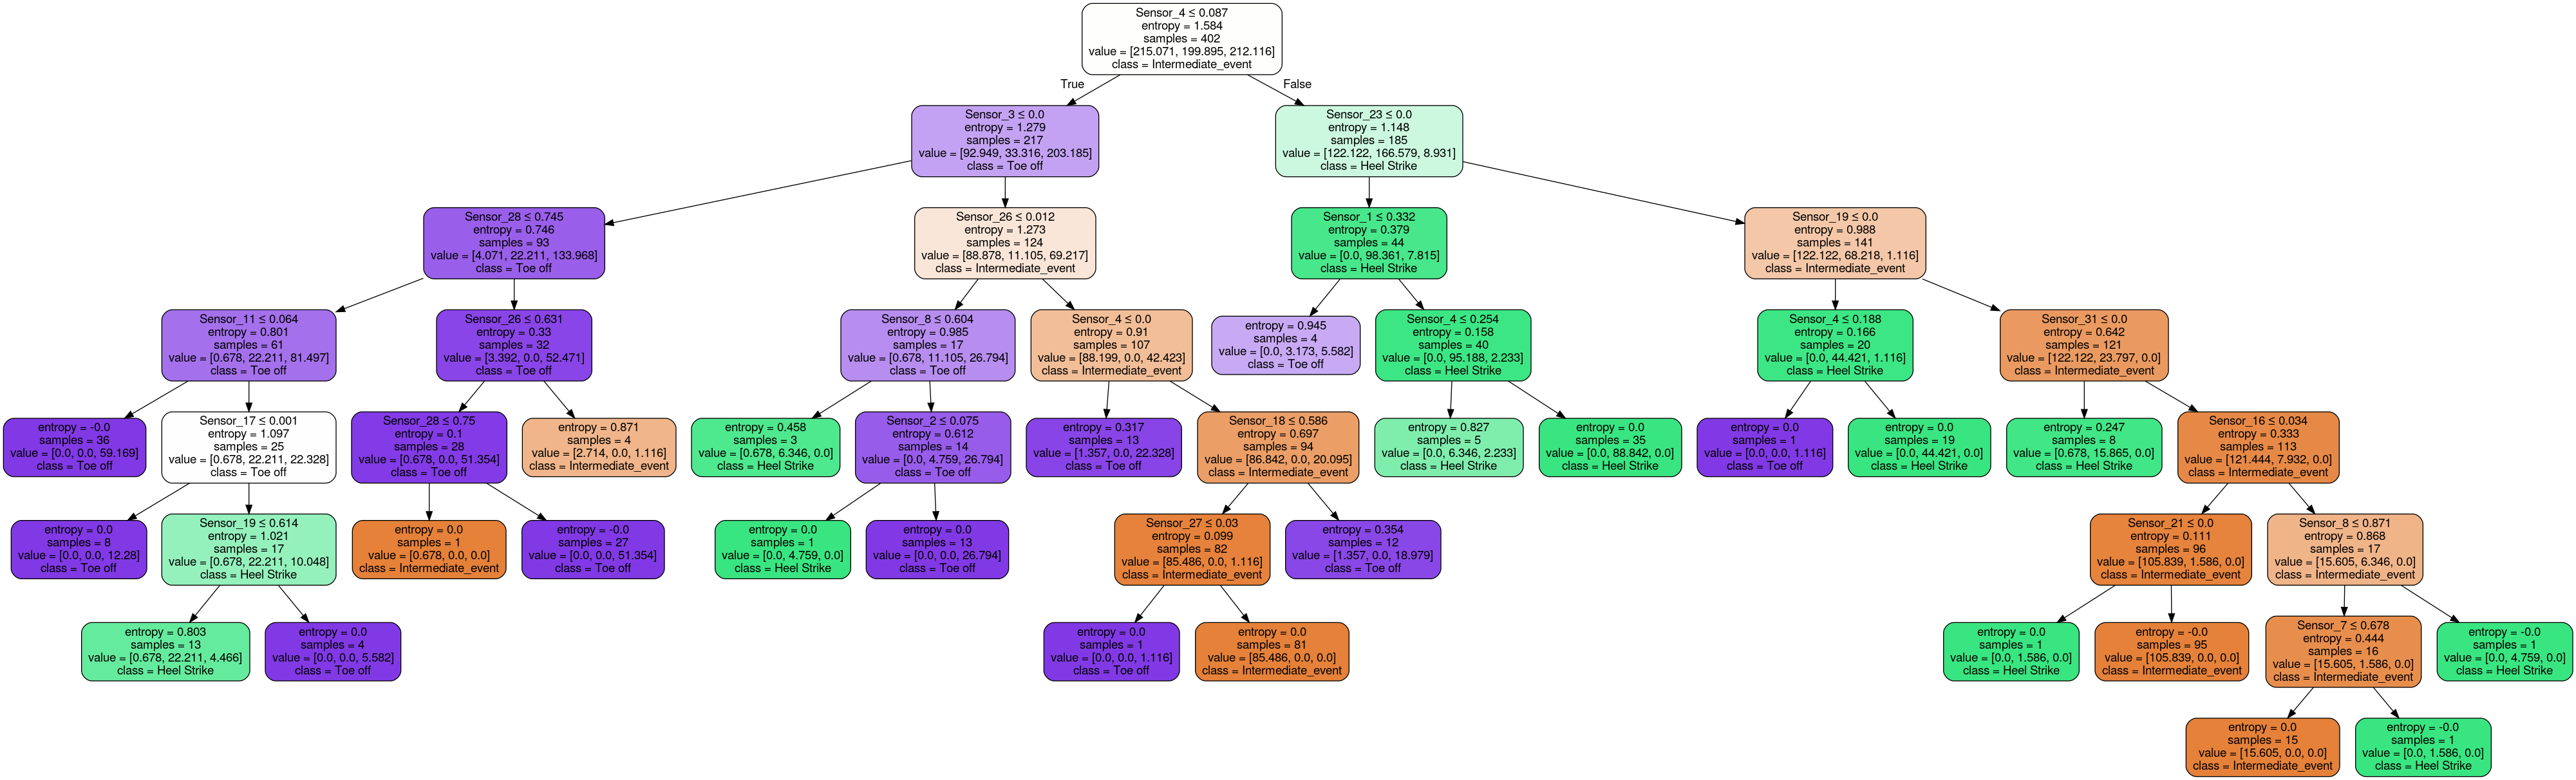 Sensor_4 ≤ 0.087
entropy = 1.584
samples = 402
value = [215.071, 199.895, 212.116]
class = Intermediate_event
True
False
Sensor_3 ≤ 0.0
entropy = 1.279
samples = 217
value = [92.949, 33.316, 203.185]
class = Toe off
Sensor_23 ≤ 0.0
entropy = 1.148
samples = 185
value = [122.122, 166.579, 8.931]
class = Heel Strike
Sensor_28 ≤ 0.745
entropy = 0.746
samples = 93
value = [4.071, 22.211, 133.968]
class = Toe off
Sensor_26 ≤ 0.012
entropy = 1.273
samples = 124
value = [88.878, 11.105, 69.217]
class = Intermediate_event
Sensor_1 ≤ 0.332
entropy = 0.379
samples = 44
value = [0.0, 98.361, 7.815]
class = Heel Strike
Sensor_19 ≤ 0.0
entropy = 0.988
samples = 141
value = [122.122, 68.218, 1.116]
class = Intermediate_event
Sensor_11 ≤ 0.064
entropy = 0.801
samples = 61
value = [0.678, 22.211, 81.497]
class = Toe off
Sensor_26 ≤ 0.631
entropy = 0.33
samples = 32
value = [3.392, 0.0, 52.471]
class = Toe off
Sensor_8 ≤ 0.604
entropy = 0.985
samples = 17
value = [0.678, 11.105, 26.794]
class = Toe off
Sensor_4 ≤ 0.0
entropy = 0.91
samples = 107
value = [88.199, 0.0, 42.423]
class = Intermediate_event
entropy = 0.945
samples = 4
value = [0.0, 3.173, 5.582]
class = Toe off
Sensor_4 ≤ 0.254
entropy = 0.158
samples = 40
value = [0.0, 95.188, 2.233]
class = Heel Strike
Sensor_4 ≤ 0.188
entropy = 0.166
samples = 20
value = [0.0, 44.421, 1.116]
class = Heel Strike
Sensor_31 ≤ 0.0
entropy = 0.642
samples = 121
value = [122.122, 23.797, 0.0]
class = Intermediate_event
entropy = -0.0
samples = 36
value = [0.0, 0.0, 59.169]
class = Toe off
Sensor_17 ≤ 0.001
entropy = 1.097
samples = 25
value = [0.678, 22.211, 22.328]
class = Toe off
Sensor_28 ≤ 0.75
entropy = 0.1
samples = 28
value = [0.678, 0.0, 51.354]
class = Toe off
entropy = 0.871
samples = 4
value = [2.714, 0.0, 1.116]
class = Intermediate_event
entropy = 0.458
samples = 3
value = [0.678, 6.346, 0.0]
class = Heel Strike
Sensor_2 ≤ 0.075
entropy = 0.612
samples = 14
value = [0.0, 4.759, 26.794]
class = Toe off
entropy = 0.317
samples = 13
value = [1.357, 0.0, 22.328]
class = Toe off
Sensor_18 ≤ 0.586
entropy = 0.697
samples = 94
value = [86.842, 0.0, 20.095]
class = Intermediate_event
entropy = 0.827
samples = 5
value = [0.0, 6.346, 2.233]
class = Heel Strike
entropy = 0.0
samples = 35
value = [0.0, 88.842, 0.0]
class = Heel Strike
entropy = 0.0
samples = 1
value = [0.0, 0.0, 1.116]
class = Toe off
entropy = 0.0
samples = 19
value = [0.0, 44.421, 0.0]
class = Heel Strike
entropy = 0.247
samples = 8
value = [0.678, 15.865, 0.0]
class = Heel Strike
Sensor_16 ≤ 0.034
entropy = 0.333
samples = 113
value = [121.444, 7.932, 0.0]
class = Intermediate_event
entropy = 0.0
samples = 8
value = [0.0, 0.0, 12.28]
class = Toe off
Sensor_19 ≤ 0.614
entropy = 1.021
samples = 17
value = [0.678, 22.211, 10.048]
class = Heel Strike
entropy = 0.0
samples = 1
value = [0.678, 0.0, 0.0]
class = Intermediate_event
entropy = -0.0
samples = 27
value = [0.0, 0.0, 51.354]
class = Toe off
entropy = 0.0
samples = 1
value = [0.0, 4.759, 0.0]
class = Heel Strike
entropy = 0.0
samples = 13
value = [0.0, 0.0, 26.794]
class = Toe off
Sensor_27 ≤ 0.03
entropy = 0.099
samples = 82
value = [85.486, 0.0, 1.116]
class = Intermediate_event
entropy = 0.354
samples = 12
value = [1.357, 0.0, 18.979]
class = Toe off
Sensor_21 ≤ 0.0
entropy = 0.111
samples = 96
value = [105.839, 1.586, 0.0]
class = Intermediate_event
Sensor_8 ≤ 0.871
entropy = 0.868
samples = 17
value = [15.605, 6.346, 0.0]
class = Intermediate_event
entropy = 0.803
samples = 13
value = [0.678, 22.211, 4.466]
class = Heel Strike
entropy = 0.0
samples = 4
value = [0.0, 0.0, 5.582]
class = Toe off
entropy = 0.0
samples = 1
value = [0.0, 0.0, 1.116]
class = Toe off
entropy = 0.0
samples = 81
value = [85.486, 0.0, 0.0]
class = Intermediate_event
entropy = 0.0
samples = 1
value = [0.0, 1.586, 0.0]
class = Heel Strike
entropy = -0.0
samples = 95
value = [105.839, 0.0, 0.0]
class = Intermediate_event
Sensor_7 ≤ 0.678
entropy = 0.444
samples = 16
value = [15.605, 1.586, 0.0]
class = Intermediate_event
entropy = -0.0
samples = 1
value = [0.0, 4.759, 0.0]
class = Heel Strike
entropy = 0.0
samples = 15
value = [15.605, 0.0, 0.0]
class = Intermediate_event
entropy = -0.0
samples = 1
value = [0.0, 1.586, 0.0]
class = Heel Strike